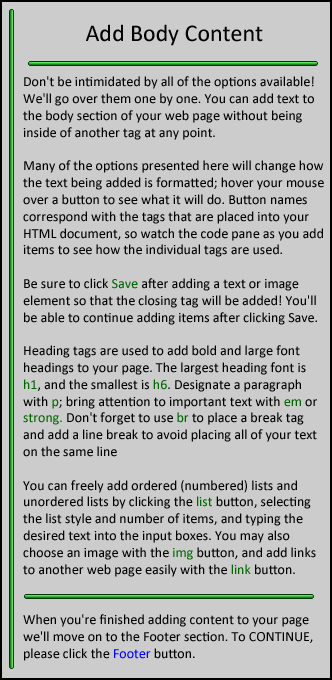 Add Body Content
Don't be intimidated by all of the options available!
We'll go over them one by one. You can add text to
the body section of your web page without being
inside of another tag at any point.
Many of the options presented here will change how
the text being added is formatted; hover your mouse
over a button to see what it will do. Button names
correspond with the tags that are placed into your
HTML document, so watch the code pane as you add
items to see how the individual tags are used.
Be sure to click Save after adding a text or image
element so that the closing tag will be added! You'll
be able to continue adding items after clicking Save.
Heading tags are used to add bold and large font
headings to your page. The largest heading font is
h1, and the smallest is h6. Designate a paragraph
with p; bring attention to important text with em or
strong. Don't forget to use br to place a break tag
and add a line break to avoid placing all of your text
on the same line
You can freely add ordered (numbered) lists and
unordered lists by clicking the list button, selecting
the list style and number of items, and typing the
desired text into the input boxes. You may also
choose an image with the img button, and add links
to another web page easily with the link button.
When you're finished adding content to your page
we'll move on to the Footer section. To CONTINUE,
please click the Footer button.